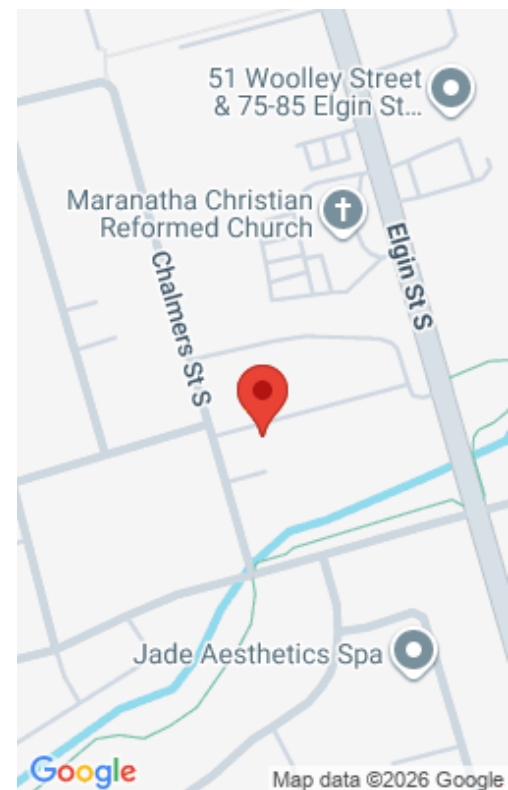 51 Woolley Street
& 75-85 Elgin St...
Maranatha Christian
Reformed Church
Elgin St S
Chalmers St S
Jade Aesthetics Spa
Google
Map data ©2026 Google